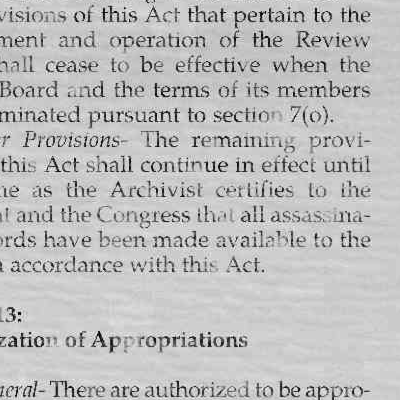 visions of this Act that pertain to the
ment and operation of the Review
hall cease to be effective when the
Board and the terms of its members
minated pursuant to section 7(o).
r Provisions- The remaining provi-
this Act shall continue in effect until
ne as the Archivist certifies to the
t and the Congress that all assassina-
ords have been made available to the
accordance with this Act.
13:
zation of Appropriations
neral- There are authorized to be appro-